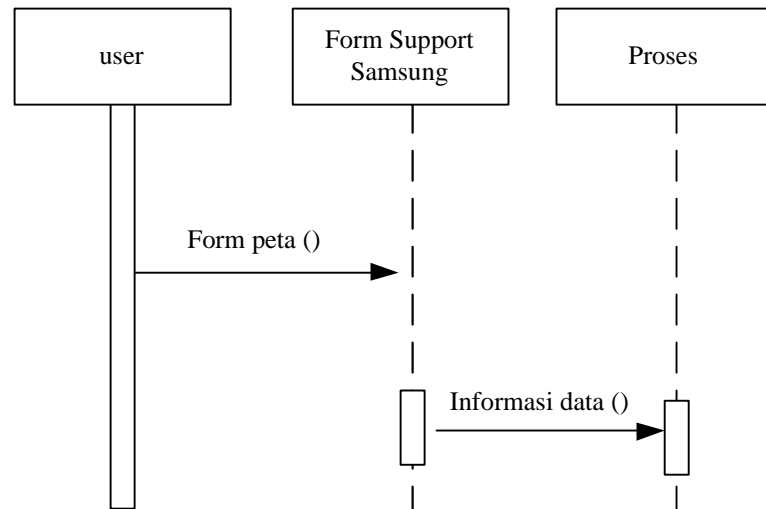 user
Form Support
Samsung
Proses
Form peta ()
Informasi data ()